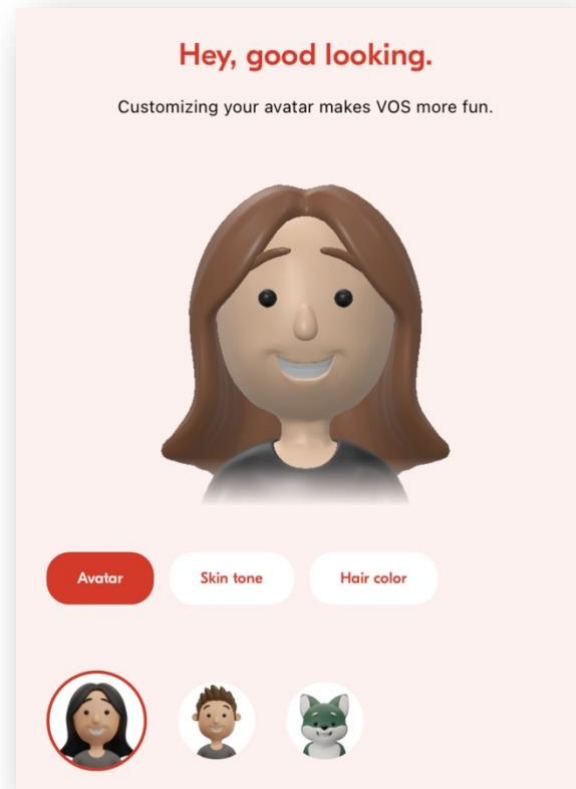 Hey, good looking.
Customizing your avatar makes VOS more fun.
Avatar Skin tone Hair color